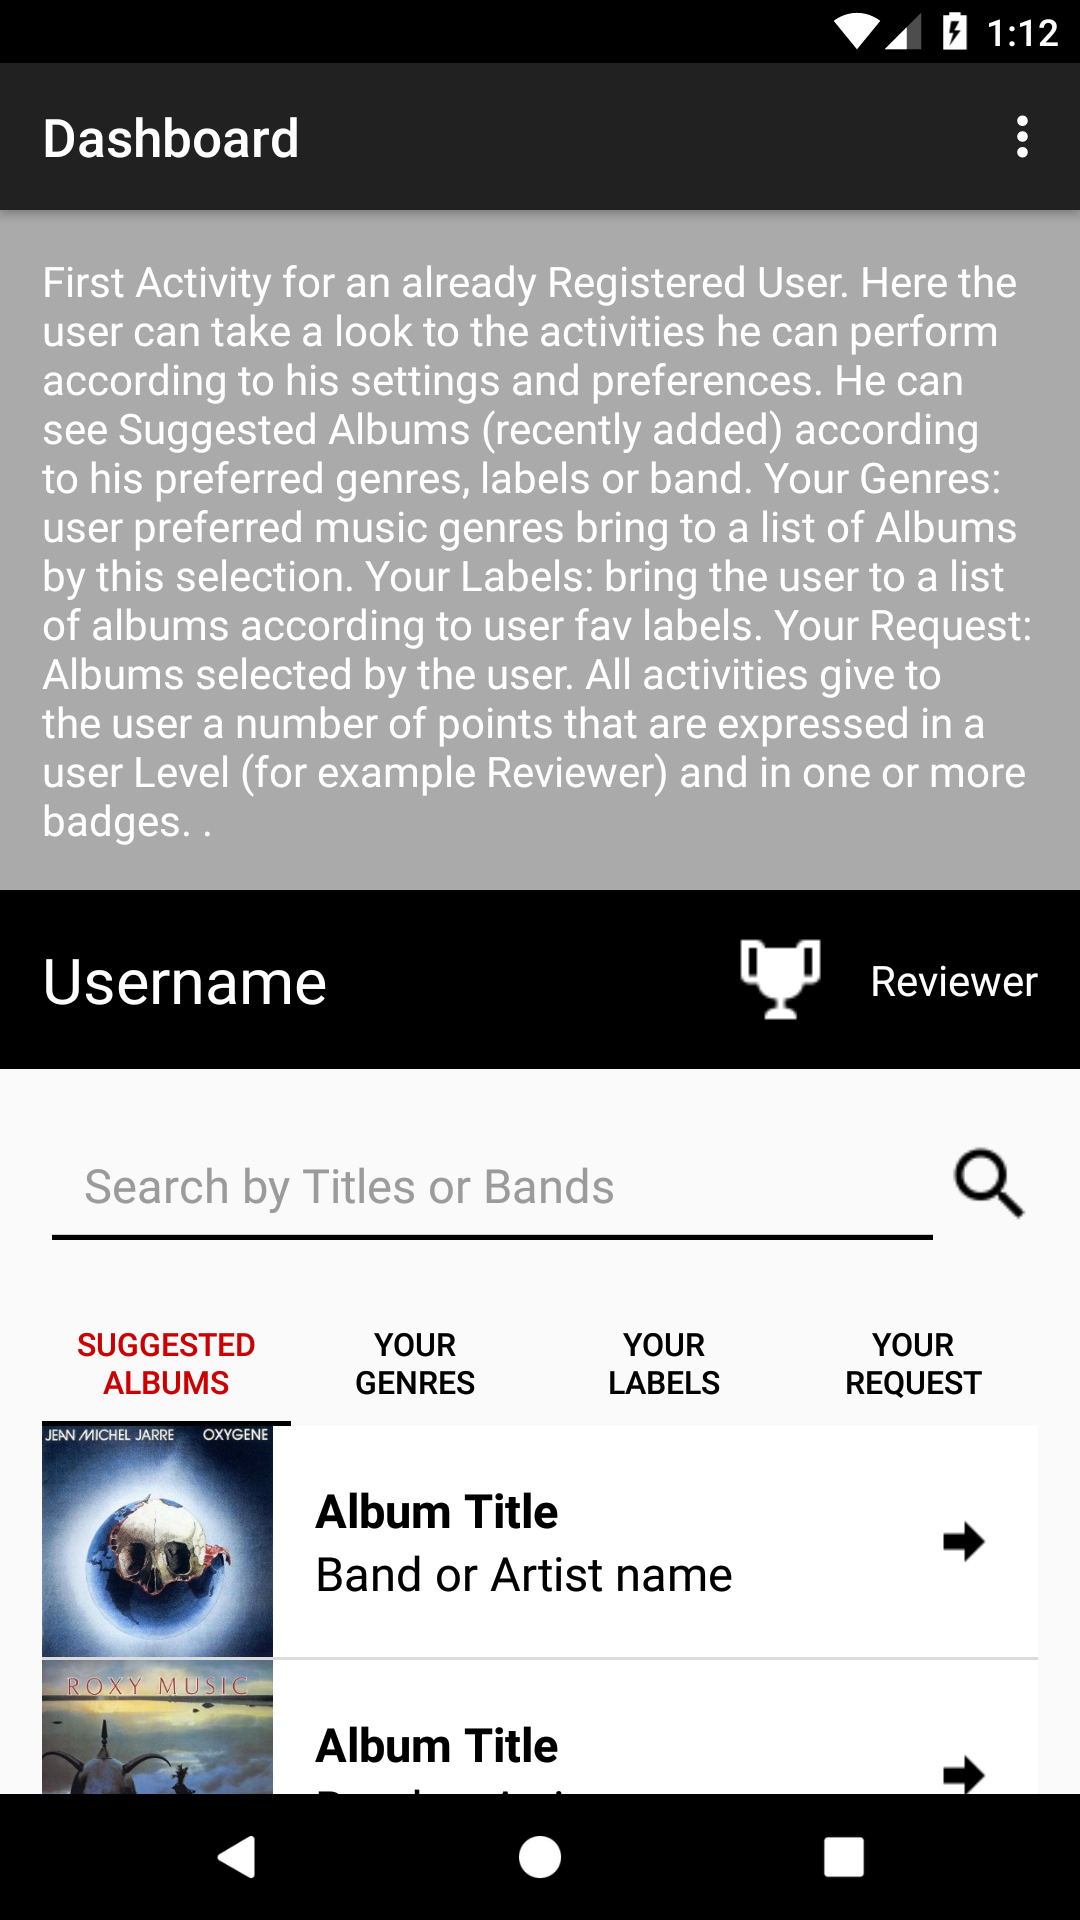 1:12
Dashboard
First Activity for an already Registered User. Here the
user can take a look to the activities he can perform
according to his settings and preferences. He can
see Suggested Albums (recently added) according
to his preferred genres, labels or band. Your Genres:
user preferred music genres bring to a list of Albums
by this selection. Your Labels: bring the user to a list
of albums according to user fav labels. Your Request:
Albums selected by the user. All activities give to
the user a number of points that are expressed in a
user Level (for example Reviewer) and in one or more
badges. .
Username
Reviewer
Search by Titles or Bands
SUGGESTED
ALBUMS
YOUR
GENRES
YOUR
LABELS
YOUR
REQUEST
JEAN MICHEL JARRE OXYGENE
Album Title
Band or Artist name
ROXY MUSIC
Album Title